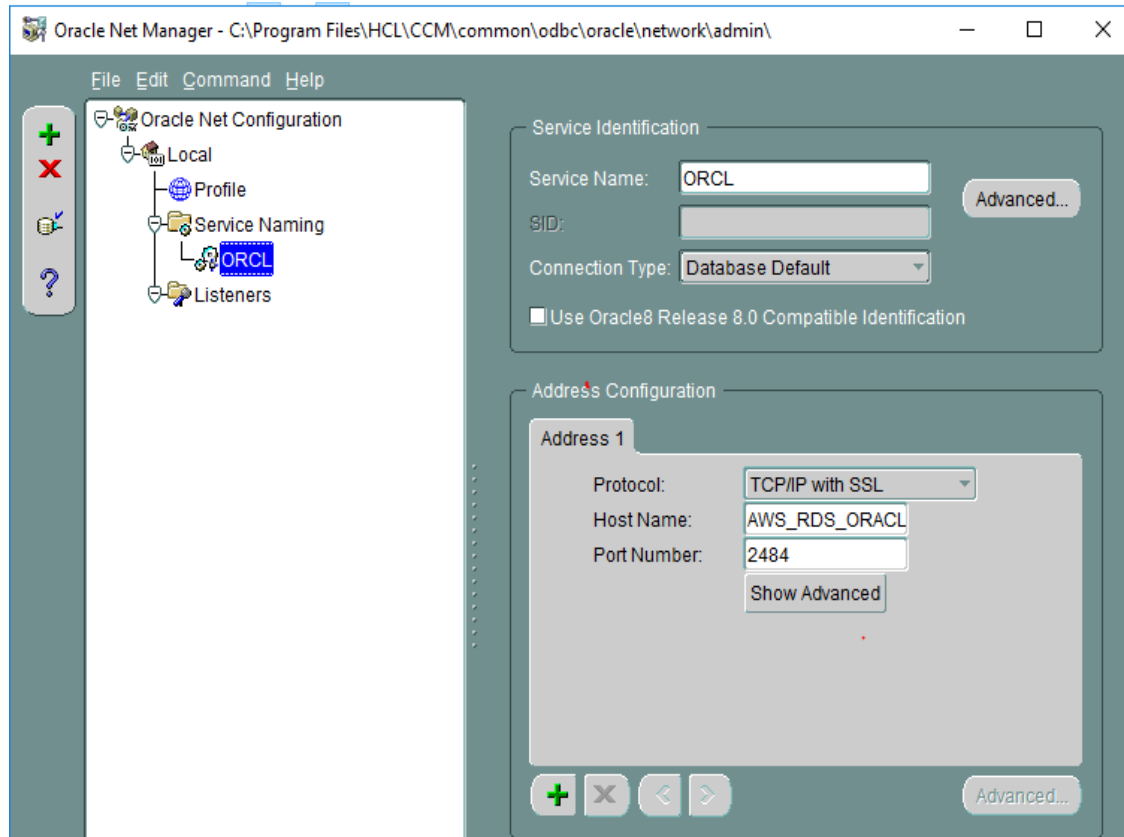 Oracle Net Manager - C:\Program Files\HCL\CCM\common\odbc\oracle\network\admin\
File Edit Command Help
Oracle Net Configuration
Local
Profile
Service Naming
ORCL
Listeners
Service Identification
Service Name: ORCL
Advanced...
SID:
Connection Type: Database Default
Use Oracle8 Release 8.0 Compatible Identification
Address Configuration
Address 1
Protocol: TCP/IP with SSL
Host Name: AWS_RDS_ORACL
Port Number: 2484
Show Advanced
Advanced...